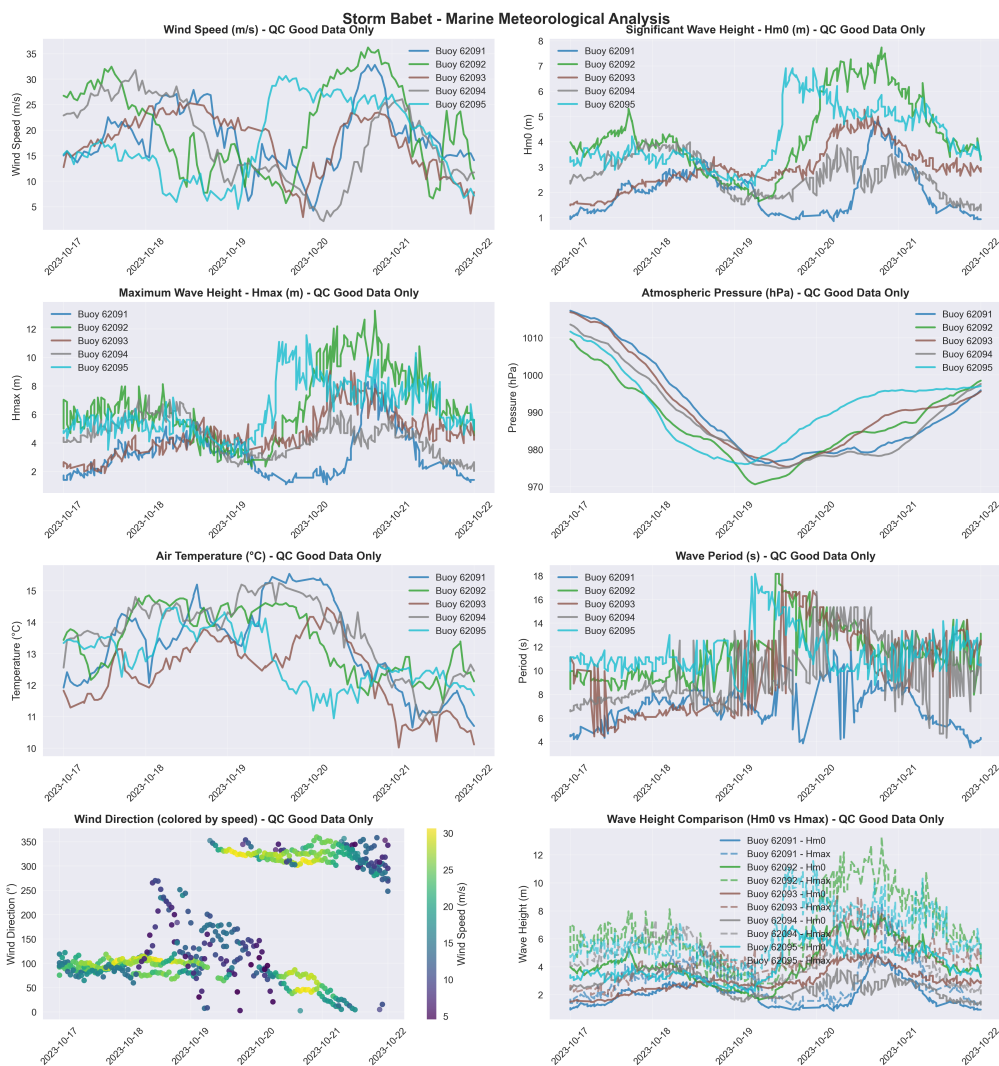 Storm Babet - Marine Meteorological Analysis
Wind Speed (m/s) - QC Good Data Only
Wind Speed (m/s)
35
30
25
20
15
10
5
Buoy 62091
Buoy 62092
Buoy 62093
Buoy 62094
Buoy 62095
2023-10-17
2023-10-18
2023-10-19
2023-10-20
2023-10-21
2023-10-22
Significant Wave Height - Hm0 (m) - QC Good Data Only
Hm0 (m)
8
7
6
5
4
3
2
1
Buoy 62091
Buoy 62092
Buoy 62093
Buoy 62094
Buoy 62095
2023-10-17
2023-10-18
2023-10-19
2023-10-20
2023-10-21
2023-10-22
Maximum Wave Height - Hmax (m) - QC Good Data Only
Hmax (m)
12
10
8
6
4
2
Buoy 62091
Buoy 62092
Buoy 62093
Buoy 62094
Buoy 62095
2023-10-17
2023-10-18
2023-10-19
2023-10-20
2023-10-21
2023-10-22
Atmospheric Pressure (hPa) - QC Good Data Only
Pressure (hPa)
1010
1000
990
980
970
Buoy 62091
Buoy 62092
Buoy 62093
Buoy 62094
Buoy 62095
2023-10-17
2023-10-18
2023-10-19
2023-10-20
2023-10-21
2023-10-22
Air Temperature (°C) - QC Good Data Only
Temperature (°C)
15
14
13
12
11
10
Buoy 62091
Buoy 62092
Buoy 62093
Buoy 62094
Buoy 62095
2023-10-17
2023-10-18
2023-10-19
2023-10-20
2023-10-21
2023-10-22
Wave Period (s) - QC Good Data Only
Period (s)
18
16
14
12
10
8
6
4
Buoy 62091
Buoy 62092
Buoy 62093
Buoy 62094
Buoy 62095
2023-10-17
2023-10-18
2023-10-19
2023-10-20
2023-10-21
2023-10-22
Wind Direction (colored by speed) - QC Good Data Only
Wind Direction (°)
350
300
250
200
150
100
50
0
2023-10-17
2023-10-18
2023-10-19
2023-10-20
2023-10-21
2023-10-22
30
25
20
15
10
5
Wind Speed (m/s)
Wave Height Comparison (Hm0 vs Hmax) - QC Good Data Only
Wave Height (m)
12
10
8
6
4
2
Buoy 62091 - Hm0
Buoy 62091 - Hmax
Buoy 62092 - Hm0
Buoy 62092 - Hmax
Buoy 62093 - Hm0
Buoy 62093 - Hmax
Buoy 62094 - Hm0
Buoy 62094 - Hmax
Buoy 62095 - Hm0
Buoy 62095 - Hmax
2023-10-17
2023-10-18
2023-10-19
2023-10-20
2023-10-21
2023-10-22